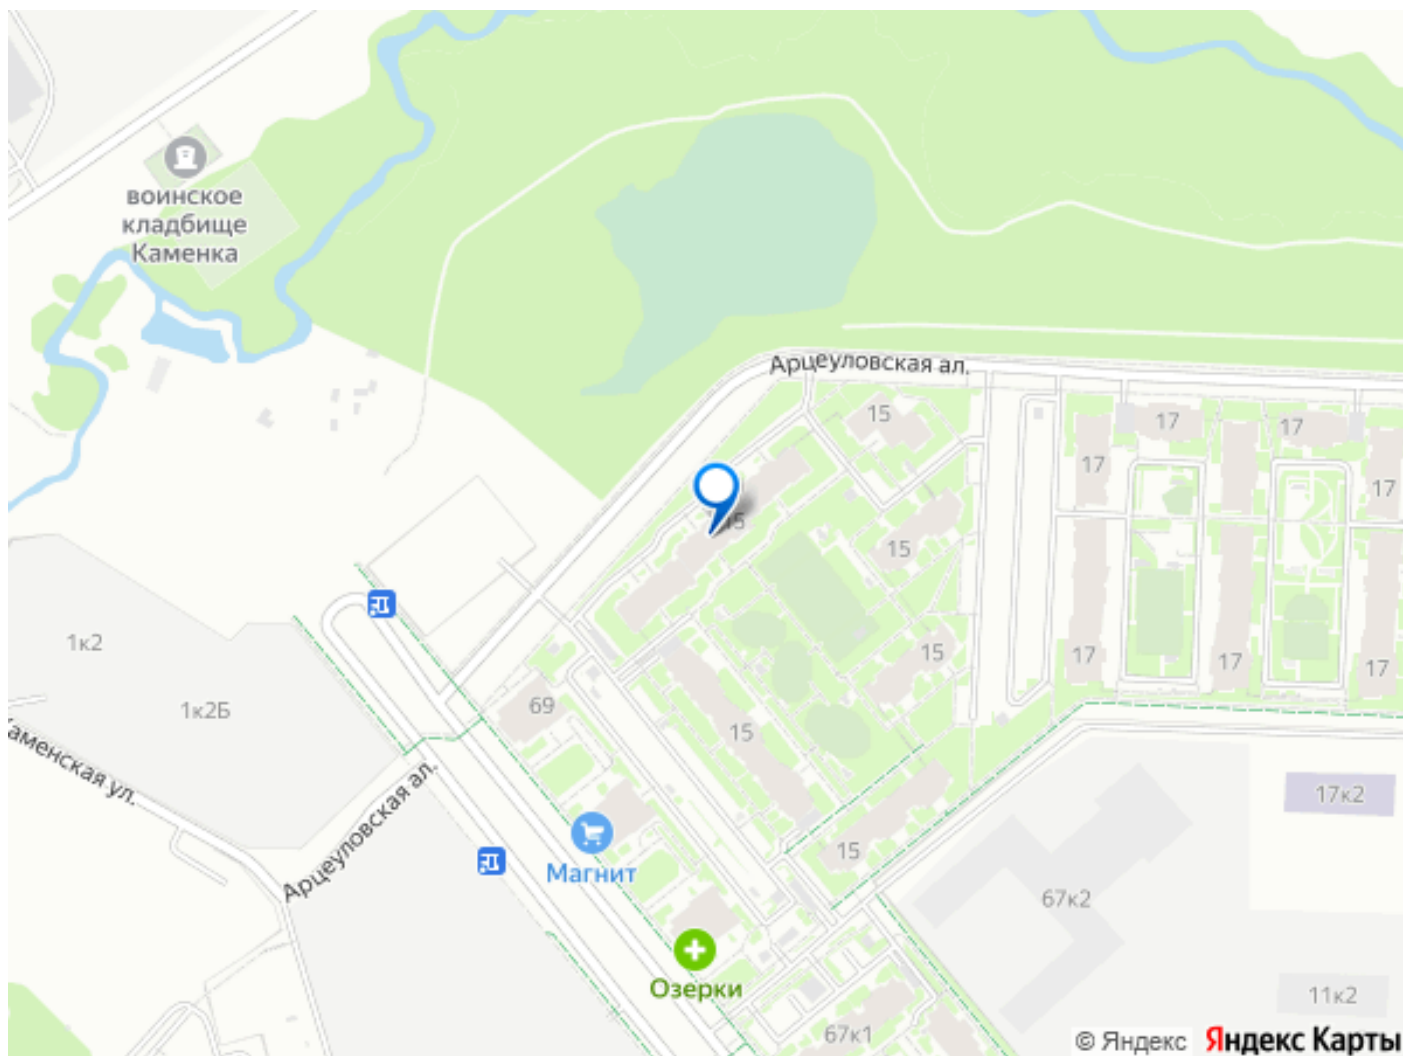 воинское
кладбище
Каменка
Арцеуловская ал.
15
17
17
17
17
15
15
1к2
15
17
17
17
1к2Б
69
15
Каменская ул.
17к2
Арцеуловская ал.
Магнит
15
67к2
Озерки
11к2
67к1
© Яндекс Яндекс Карты